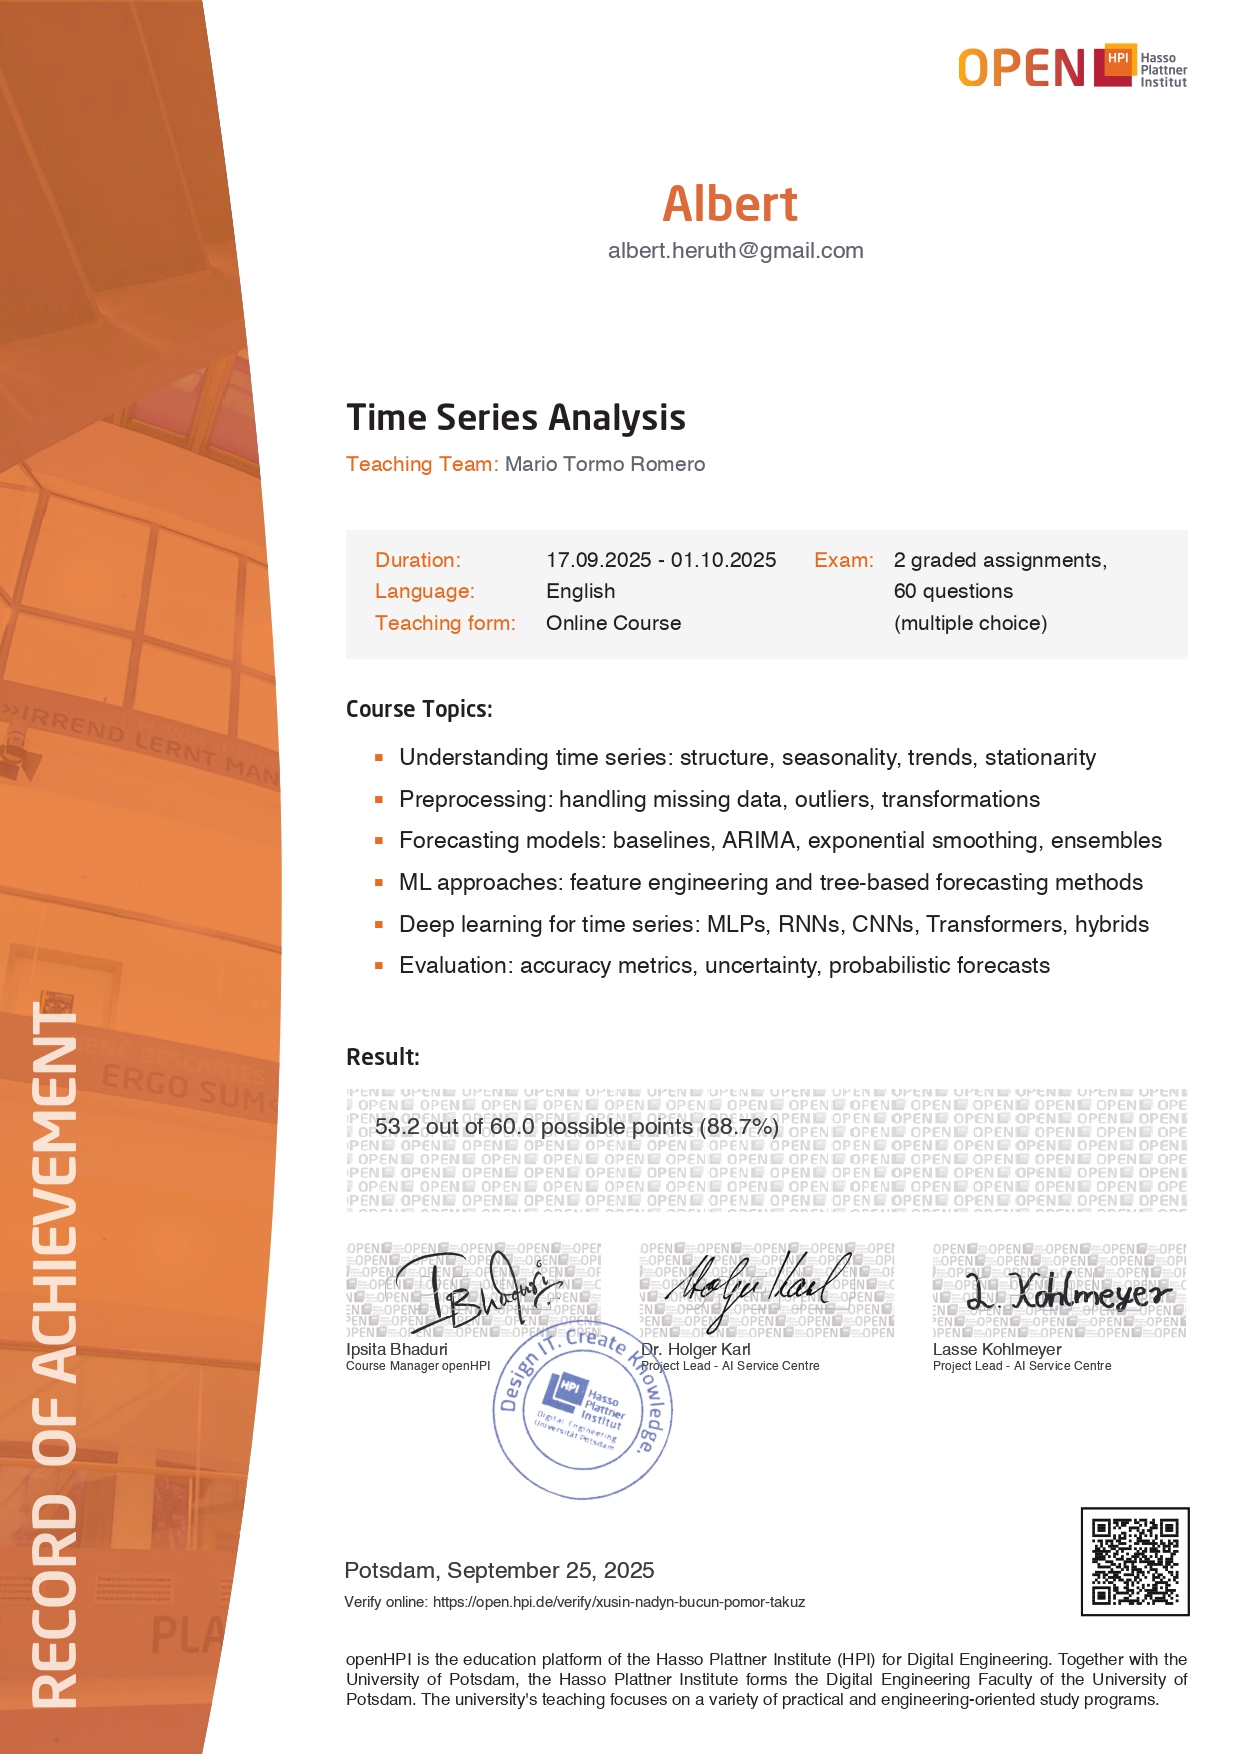 OPEN HPI Hasso
Plattner
Institut
Albert
albert.heruth@gmail.com
Time Series Analysis
Teaching Team: Mario Tormo Romero
Duration: 17.09.2025 - 01.10.2025 Exam: 2 graded assignments,
Language: English 60 questions
Teaching form: Online Course (multiple choice)
Course Topics:
Understanding time series: structure, seasonality, trends, stationarity
Preprocessing: handling missing data, outliers, transformations
Forecasting models: baselines, ARIMA, exponential smoothing, ensembles
ML approaches: feature engineering and tree-based forecasting methods
Deep learning for time series: MLPs, RNNs, CNNs, Transformers, hybrids
Evaluation: accuracy metrics, uncertainty, probabilistic forecasts
Result:
53.2 out of 60.0 possible points (88.7%)
IBhaduri
Holger Karl
L. Kohlmeyer
Ipsita Bhaduri
Course Manager openHPI
Dr. Holger Karl
Project Lead - AI Service Centre
Lasse Kohlmeyer
Project Lead - AI Service Centre
Design IT. Create Knowledge.
HPI Hasso
Plattner
Institut
Digital Engineering
Universität Potsdam
Potsdam, September 25, 2025
Verify online: https://open.hpi.de/verify/xusin-nadyn-bucun-pomor-takuz
openHPI is the education platform of the Hasso Plattner Institute (HPI) for Digital Engineering. Together with the
University of Potsdam, the Hasso Plattner Institute forms the Digital Engineering Faculty of the University of
Potsdam. The university's teaching focuses on a variety of practical and engineering-oriented study programs.
RECORD OF ACHIEVEMENT
»IRREND LERNT MAN
RENÉ DESCARTES
ERGO SUM«
PLA